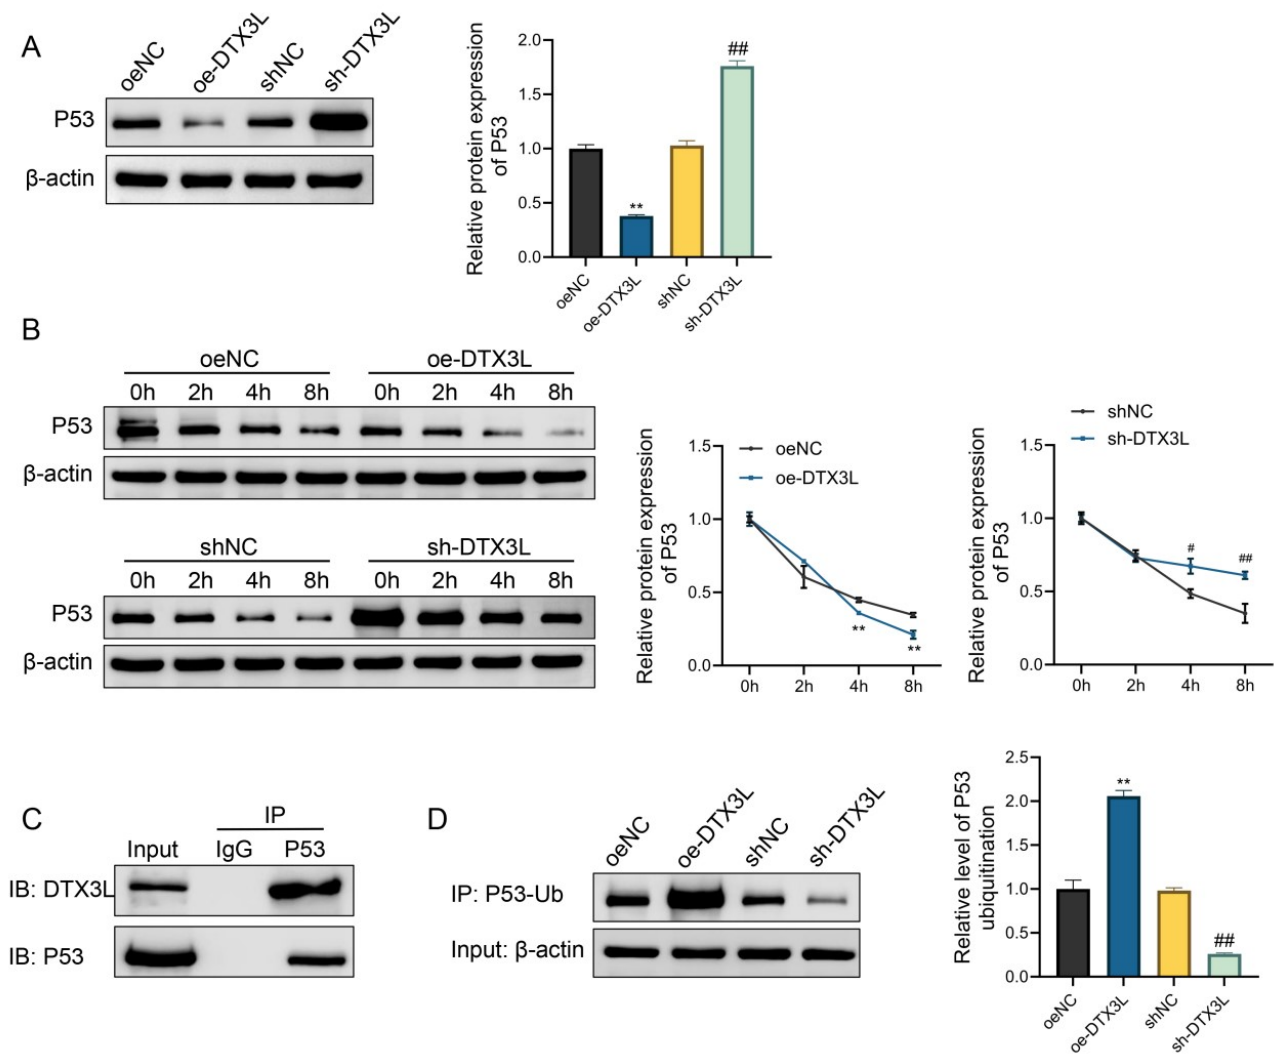 A
oeNC
oe-DTX3L
shNC
sh-DTX3L
P53
β-actin
Relative protein expression
of P53
2.0
1.5
1.0
0.5
0.0
**
##
oeNC
oe-DTX3L
shNC
sh-DTX3L
B
oeNC
oe-DTX3L
0h 2h 4h 8h 0h 2h 4h 8h
P53
β-actin
shNC
sh-DTX3L
0h 2h 4h 8h 0h 2h 4h 8h
P53
β-actin
Relative protein expression
of P53
1.5
1.0
0.5
0.0
oeNC
oe-DTX3L
**
**
0h 2h 4h 8h
shNC
sh-DTX3L
Relative protein expression
of P53
1.5
1.0
0.5
0.0
#
##
0h 2h 4h 8h
C
IP
Input IgG P53
IB: DTX3L
IB: P53
D
oeNC
oe-DTX3L
shNC
sh-DTX3L
IP: P53-Ub
Input: β-actin
Relative level of P53
ubiquitination
2.5
2.0
1.5
1.0
0.5
0.0
**
##
oeNC
oe-DTX3L
shNC
sh-DTX3L